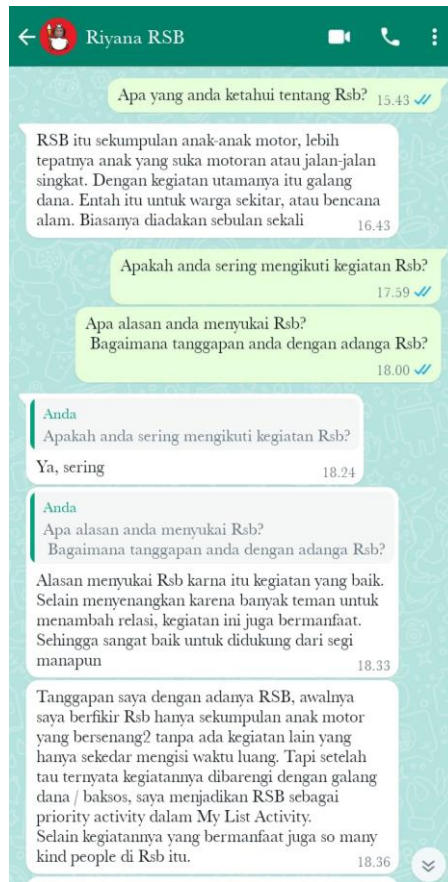 Riyana RSB
Apa yang anda ketahui tentang Rsb? 15.43
RSB itu sekumpulan anak-anak motor, lebih
tepatnya anak yang suka motoran atau jalan-jalan
singkat. Dengan kegiatan utamanya itu galang
dana. Entah itu untuk warga sekitar, atau bencana
alam. Biasanya diadakan sebulan sekali
16.43
Apakah anda sering mengikuti kegiatan Rsb?
17.59
Apa alasan anda menyukai Rsb?
Bagaimana tanggapan anda dengan adanga Rsb?
18.00
Anda
Apakah anda sering mengikuti kegiatan Rsb?
Ya, sering 18.24
Anda
Apa alasan anda menyukai Rsb?
Bagaimana tanggapan anda dengan adanga Rsb?
Alasan menyukai Rsb karna itu kegiatan yang baik.
Selain menyenangkan karena banyak teman untuk
menambah relasi, kegiatan ini juga bermanfaat.
Sehingga sangat baik untuk didukung dari segi
manapun 18.33
Tanggapan saya dengan adanya RSB, awalnya
saya berfikir Rsb hanya sekumpulan anak motor
yang bersenang2 tanpa ada kegiatan lain yang
hanya sekedar mengisi waktu luang. Tapi setelah
tau ternyata kegiatannya dibarengi dengan galang
dana / baksos, saya menjadikan RSB sebagai
priority activity dalam My List Activity.
Selain kegiatannya yang bermanfaat juga so many
kind people di Rsb itu. 18.36